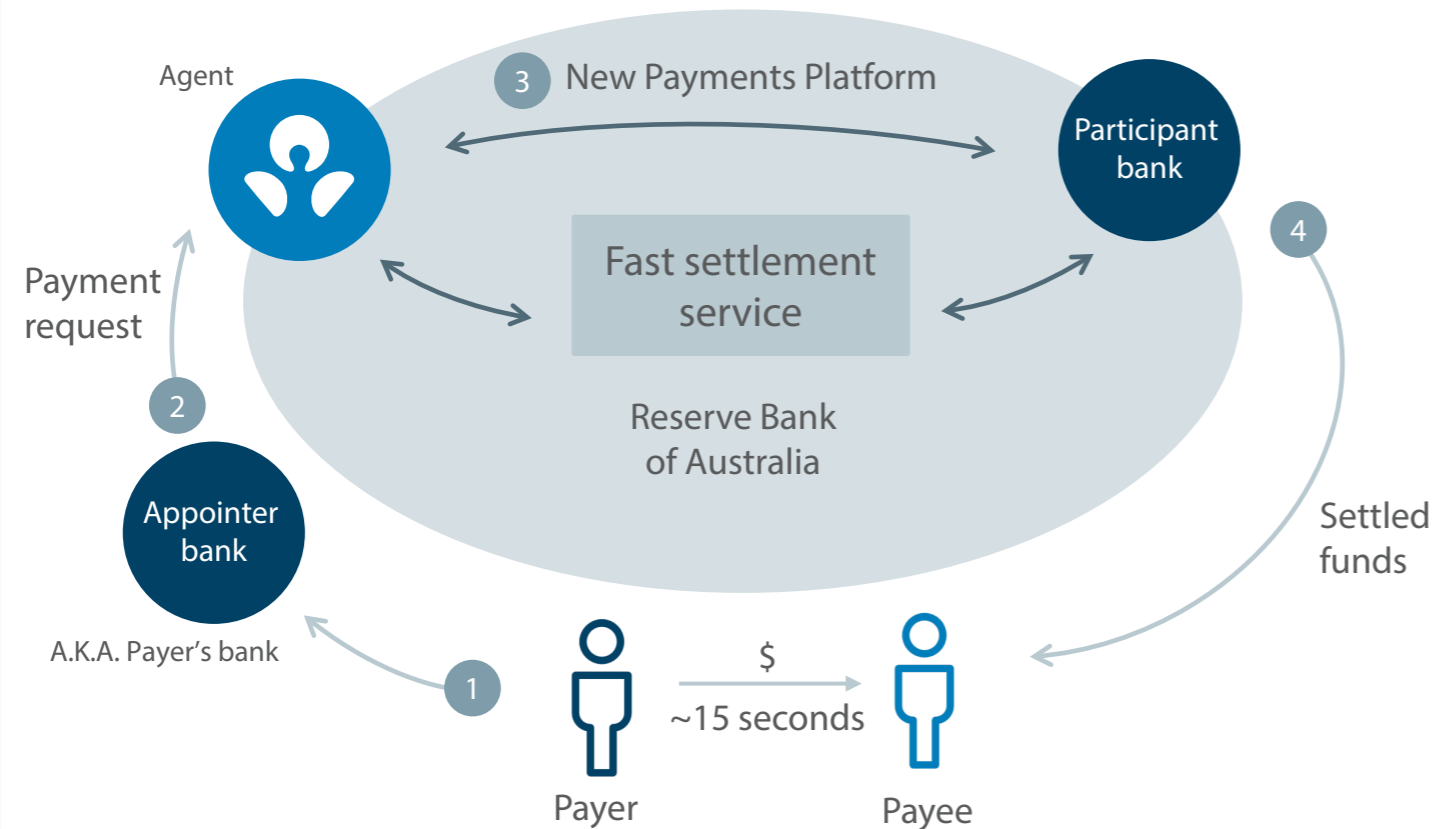 Agent
3
New Payments Platform
Participant
bank
4
Fast settlement
service
Payment
request
2
Reserve Bank
of Australia
Appointer
bank
Settled
funds
A.K.A. Payer’s bank
1
$
~15 seconds
Payer
Payee